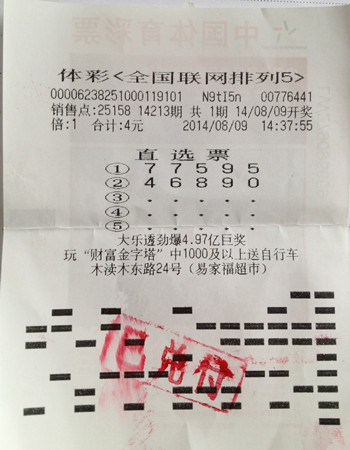 中国体育彩票
体彩<全国联网排列5>
00006238251000119101 N9tI5n 00776441
销售点:25158 14213期 共 1期 14/08/09开奖
倍:1 合计:4元 2014/08/09 14:37:55
直选票
① 7 7 5 9 5
② 4 6 8 9 0
③ . . . . .
④ . . . . .
⑤ . . . . .
大乐透劲爆4.97亿巨奖
玩“财富金字塔”中1000及以上送自行车
木渎木东路24号（易家福超市）
已兑付